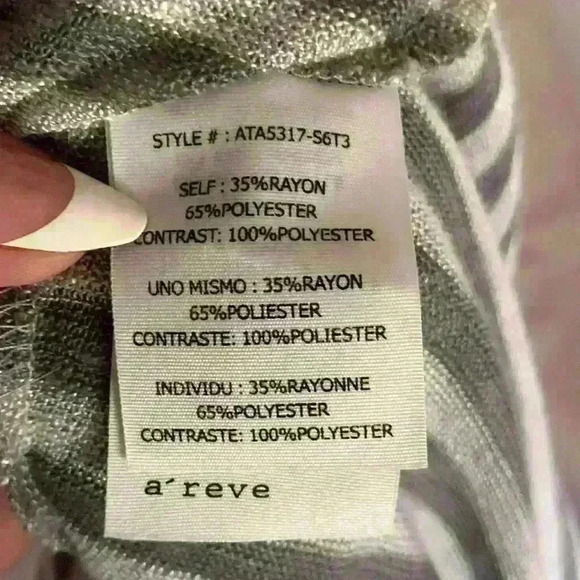 STYLE # : ATA5317-S6T3
SELF : 35%RAYON
65%POLYESTER
CONTRAST: 100%POLYESTER
UNO MISMO : 35%RAYON
65%POLIESTER
CONTRASTE: 100%POLIESTER
INDIVIDU : 35%RAYONNE
65%POLYESTER
CONTRASTE: 100%POLYESTER
a´reve